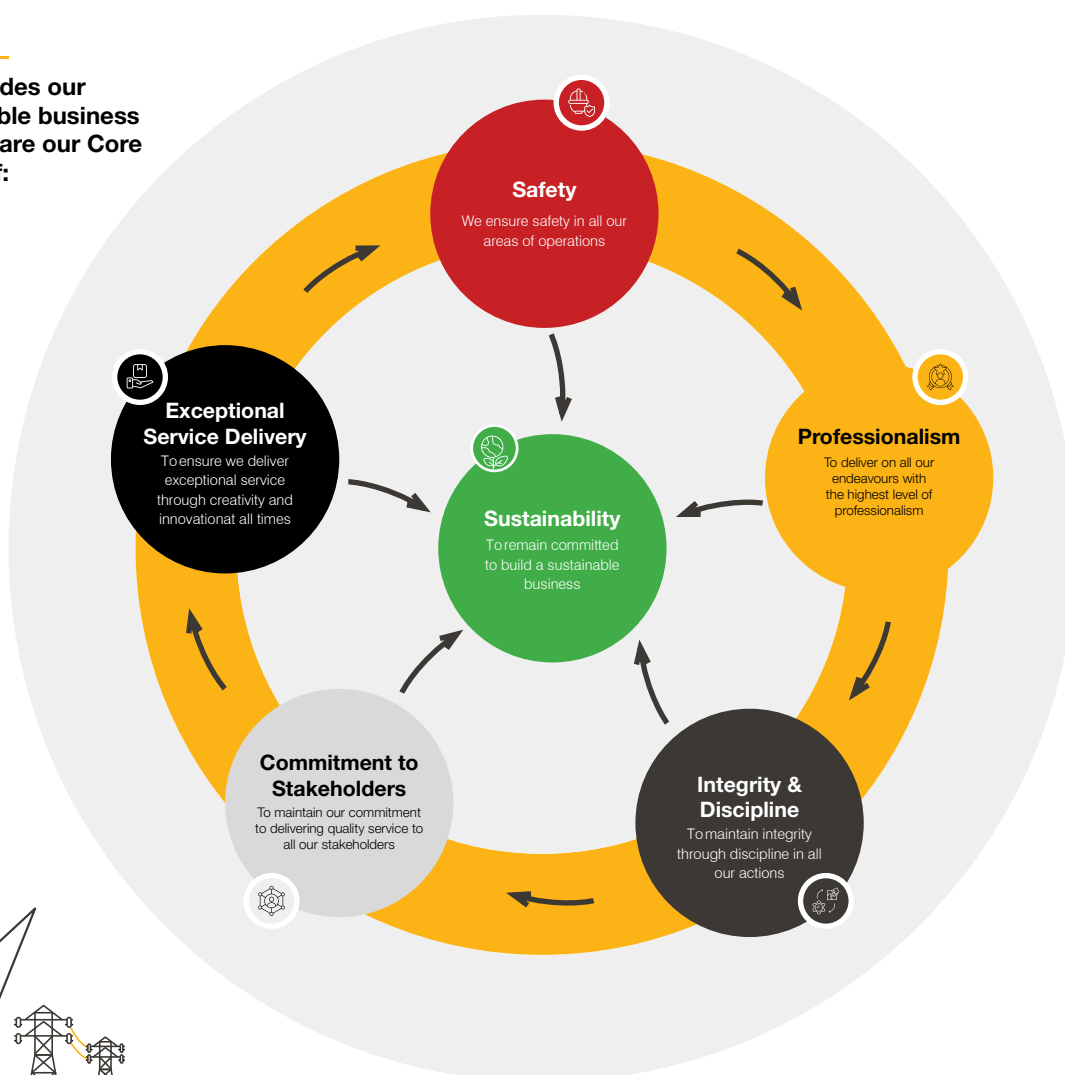 des our
ble business
are our Core
f:
Safety
We ensure safety in all our
areas of operations
Professionalism
To deliver on all our
endeavours with
the highest level of
professionalism
Exceptional
Service Delivery
To ensure we deliver
exceptional service
through creativity and
innovationat all times
Sustainability
To remain committed
to build a sustainable
business
Commitment to
Stakeholders
To maintain our commitment
to delivering quality service to
all our stakeholders
Integrity &
Discipline
To maintain integrity
through discipline in all
our actions